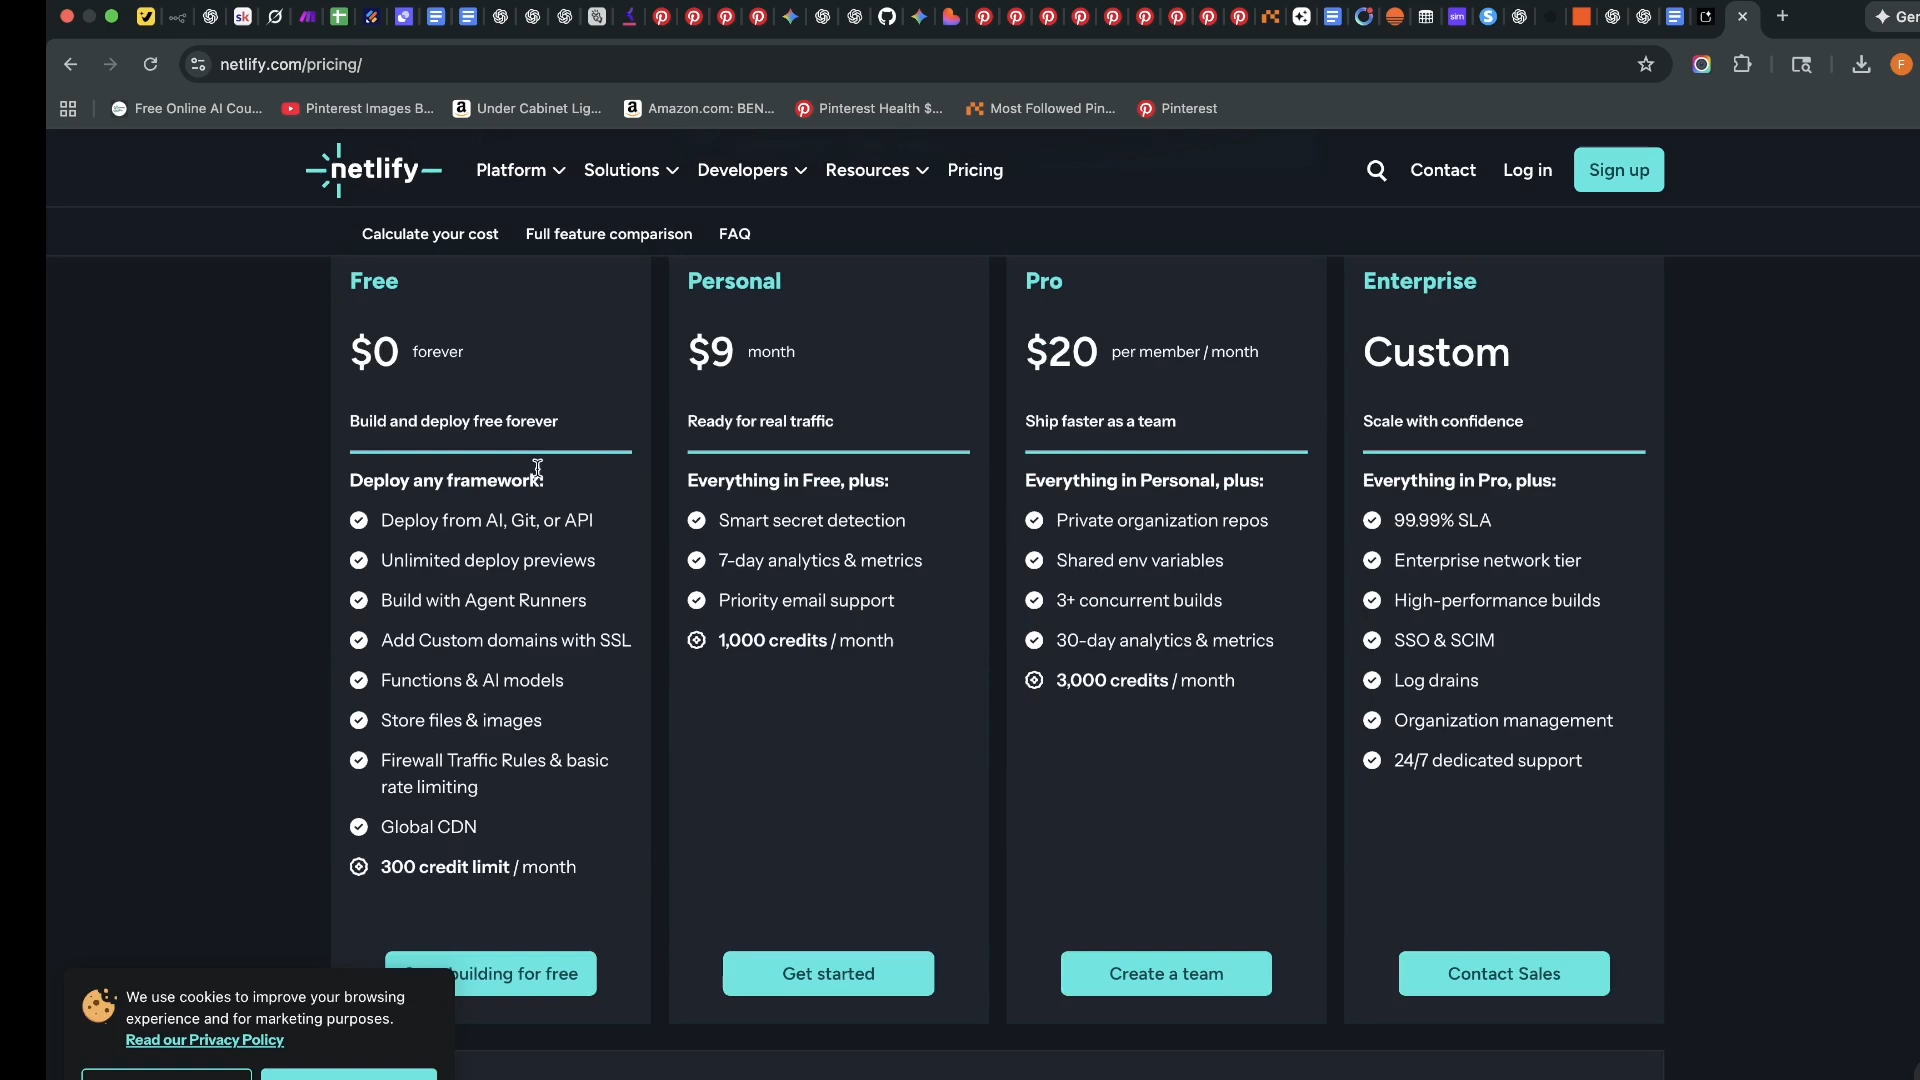 sk
sim
Ger
netlify.com/pricing/
F
Free Online AI Cou...
Pinterest Images B...
Under Cabinet Lig...
Amazon.com: BEN...
Pinterest Health $...
Most Followed Pin...
Pinterest
netlify
Platform
Solutions
Developers
Resources
Pricing
Contact
Log in
Sign up
Calculate your cost
Full feature comparison
FAQ
Free
$0 forever
Build and deploy free forever
Deploy any framework:
Deploy from AI, Git, or API
Unlimited deploy previews
Build with Agent Runners
Add Custom domains with SSL
Functions & AI models
Store files & images
Firewall Traffic Rules & basic
rate limiting
Global CDN
300 credit limit / month
building for free
Personal
$9 month
Ready for real traffic
Everything in Free, plus:
Smart secret detection
7-day analytics & metrics
Priority email support
1,000 credits / month
Get started
Pro
$20 per member / month
Ship faster as a team
Everything in Personal, plus:
Private organization repos
Shared env variables
3+ concurrent builds
30-day analytics & metrics
3,000 credits / month
Create a team
Enterprise
Custom
Scale with confidence
Everything in Pro, plus:
99.99% SLA
Enterprise network tier
High-performance builds
SSO & SCIM
Log drains
Organization management
24/7 dedicated support
Contact Sales
We use cookies to improve your browsing
experience and for marketing purposes.
Read our Privacy Policy